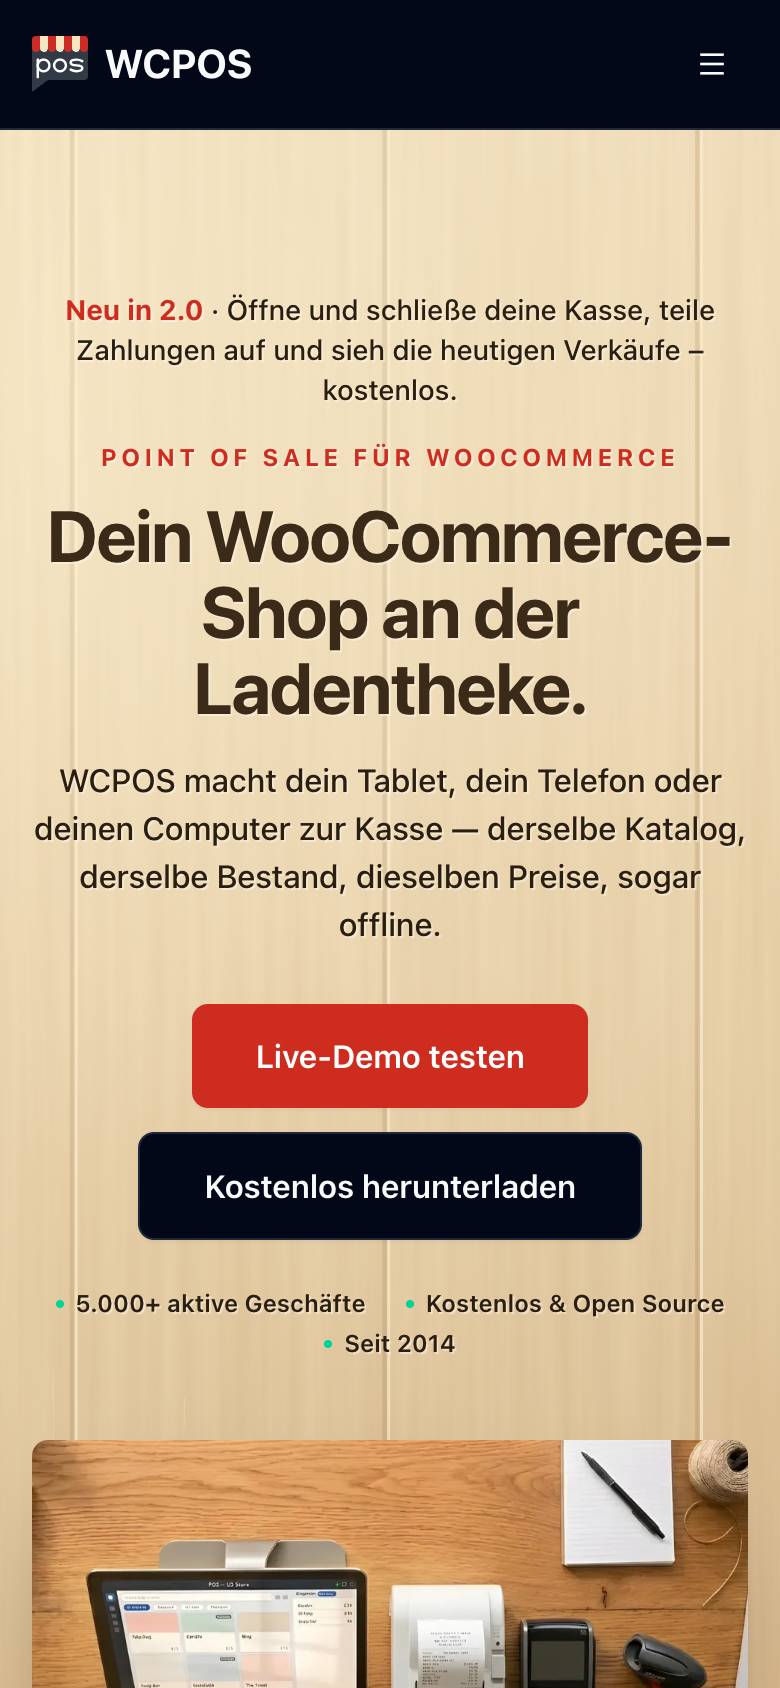 pos WCPOS
Neu in 2.0 · Öffne und schließe deine Kasse, teile
Zahlungen auf und sieh die heutigen Verkäufe –
kostenlos.
POINT OF SALE FÜR WOOCOMMERCE
Dein WooCommerce-
Shop an der
Ladentheke.
WCPOS macht dein Tablet, dein Telefon oder
deinen Computer zur Kasse — derselbe Katalog,
derselbe Bestand, dieselben Preise, sogar
offline.
Live-Demo testen
Kostenlos herunterladen
5.000+ aktive Geschäfte
Kostenlos & Open Source
Seit 2014